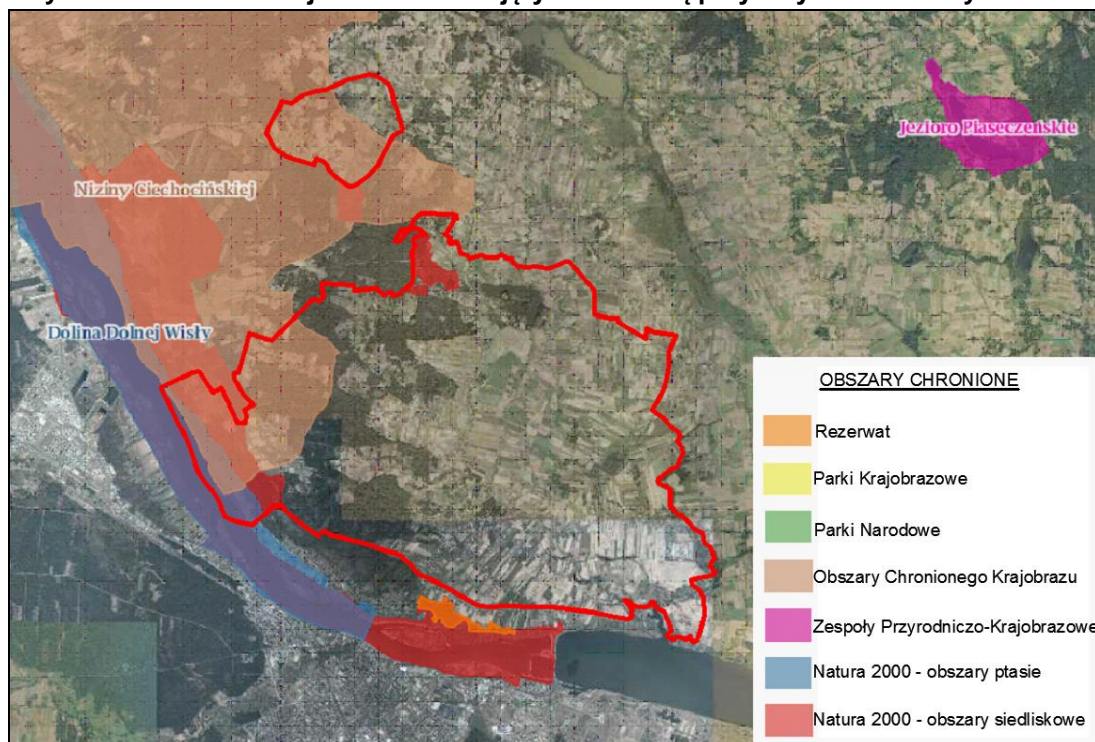 Jezioro Piaseczeńskie
Niziny Ciechocińskiej
Dolina Dolnej Wisły
OBSZARY CHRONIONE
Rezerwat
Parki Krajobrazowe
Parki Narodowe
Obszary Chronionego Krajobrazu
Zespoły Przyrodniczo-Krajobrazowe
Natura 2000 - obszary ptasie
Natura 2000 - obszary siedliskowe